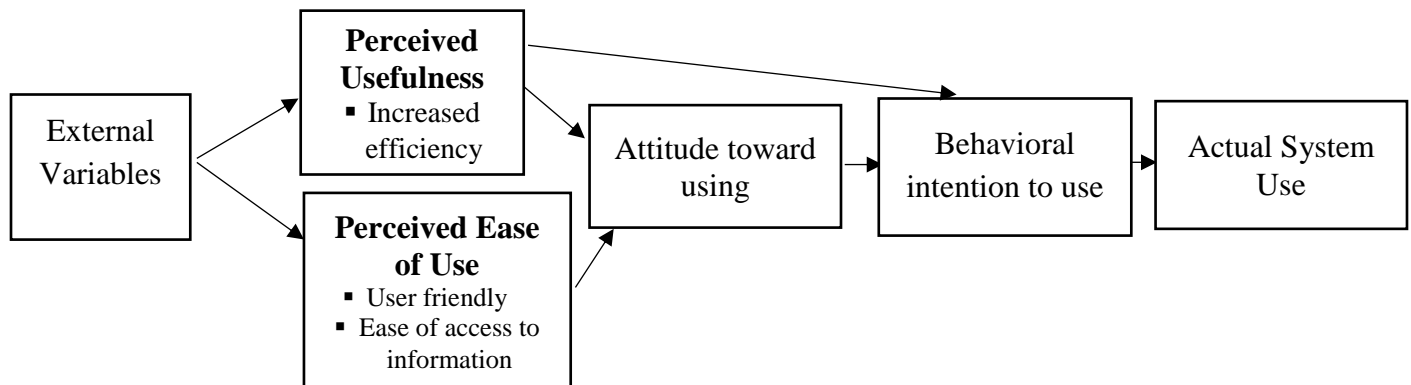 External
Variables
Perceived
Usefulness
▪ Increased
efficiency
Perceived Ease
of Use
▪ User friendly
▪ Ease of access to
information
Attitude toward
using
Behavioral
intention to use
Actual System
Use